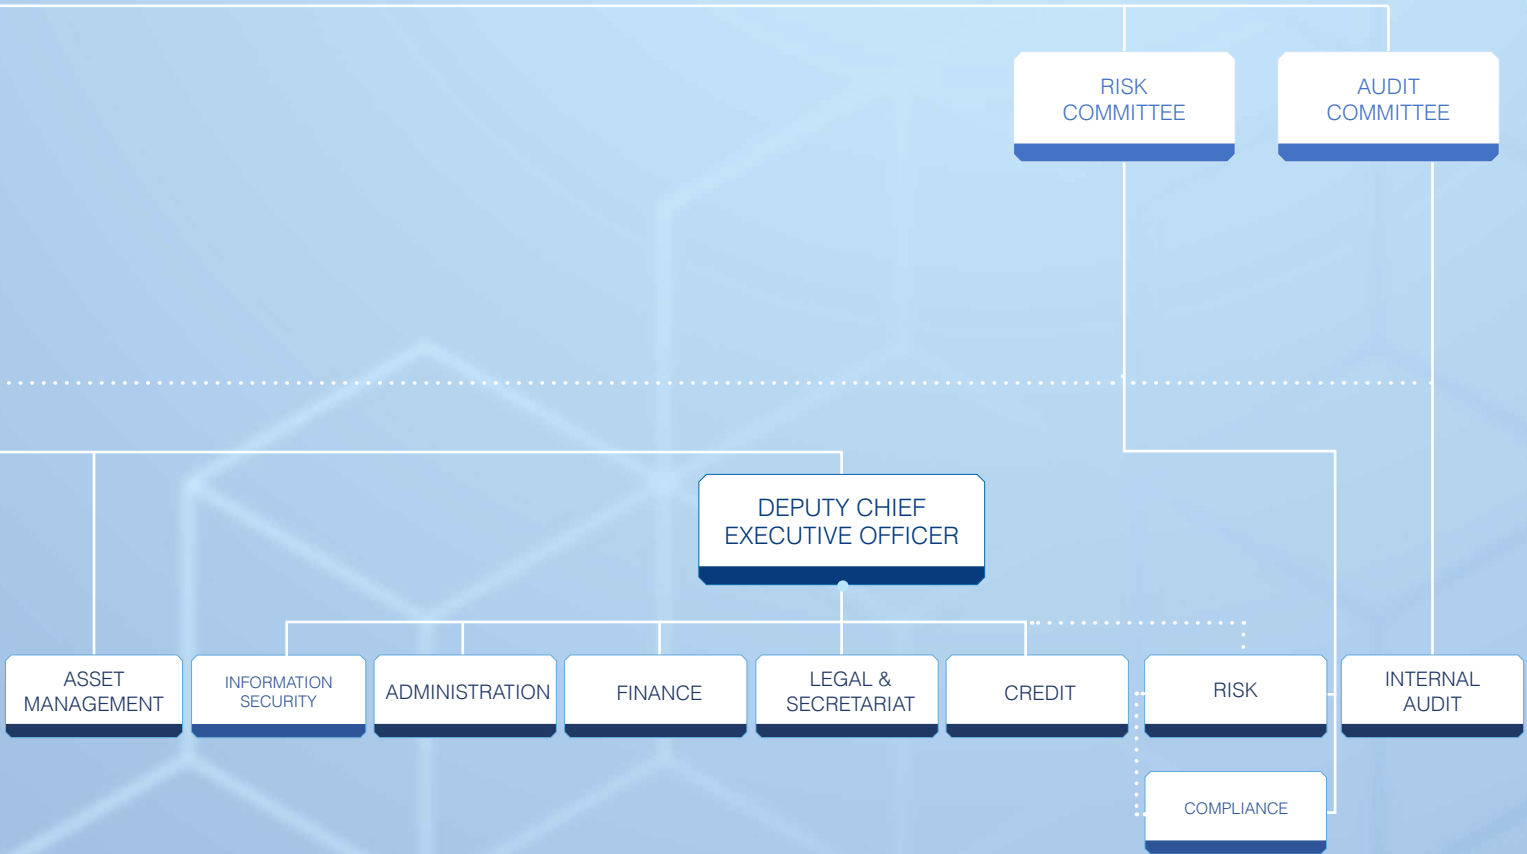 RISK
COMMITTEE
AUDIT
COMMITTEE
DEPUTY CHIEF
EXECUTIVE OFFICER
ASSET
MANAGEMENT
INFORMATION
SECURITY
ADMINISTRATION
FINANCE
LEGAL &
SECRETARIAT
CREDIT
RISK
INTERNAL
AUDIT
COMPLIANCE